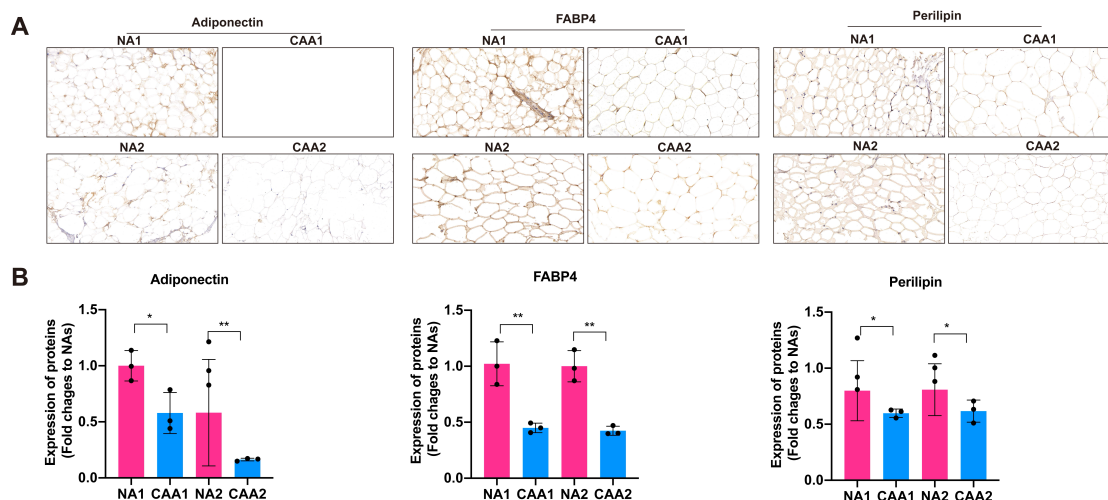 A
Adiponectin
NA1 CAA1
NA2 CAA2
FABP4
NA1 CAA1
NA2 CAA2
Perilipin
NA1 CAA1
NA2 CAA2
B
Adiponectin
Expression of proteins
(Fold chages to NAs)
1.5
1.0
0.5
0.0
*
**
NA1 CAA1 NA2 CAA2
FABP4
Expression of proteins
(Fold chages to NAs)
1.5
1.0
0.5
0.0
**
**
NA1 CAA1 NA2 CAA2
Perilipin
Expression of proteins
(Fold chages to NAs)
1.5
1.0
0.5
0.0
*
*
NA1 CAA1 NA2 CAA2